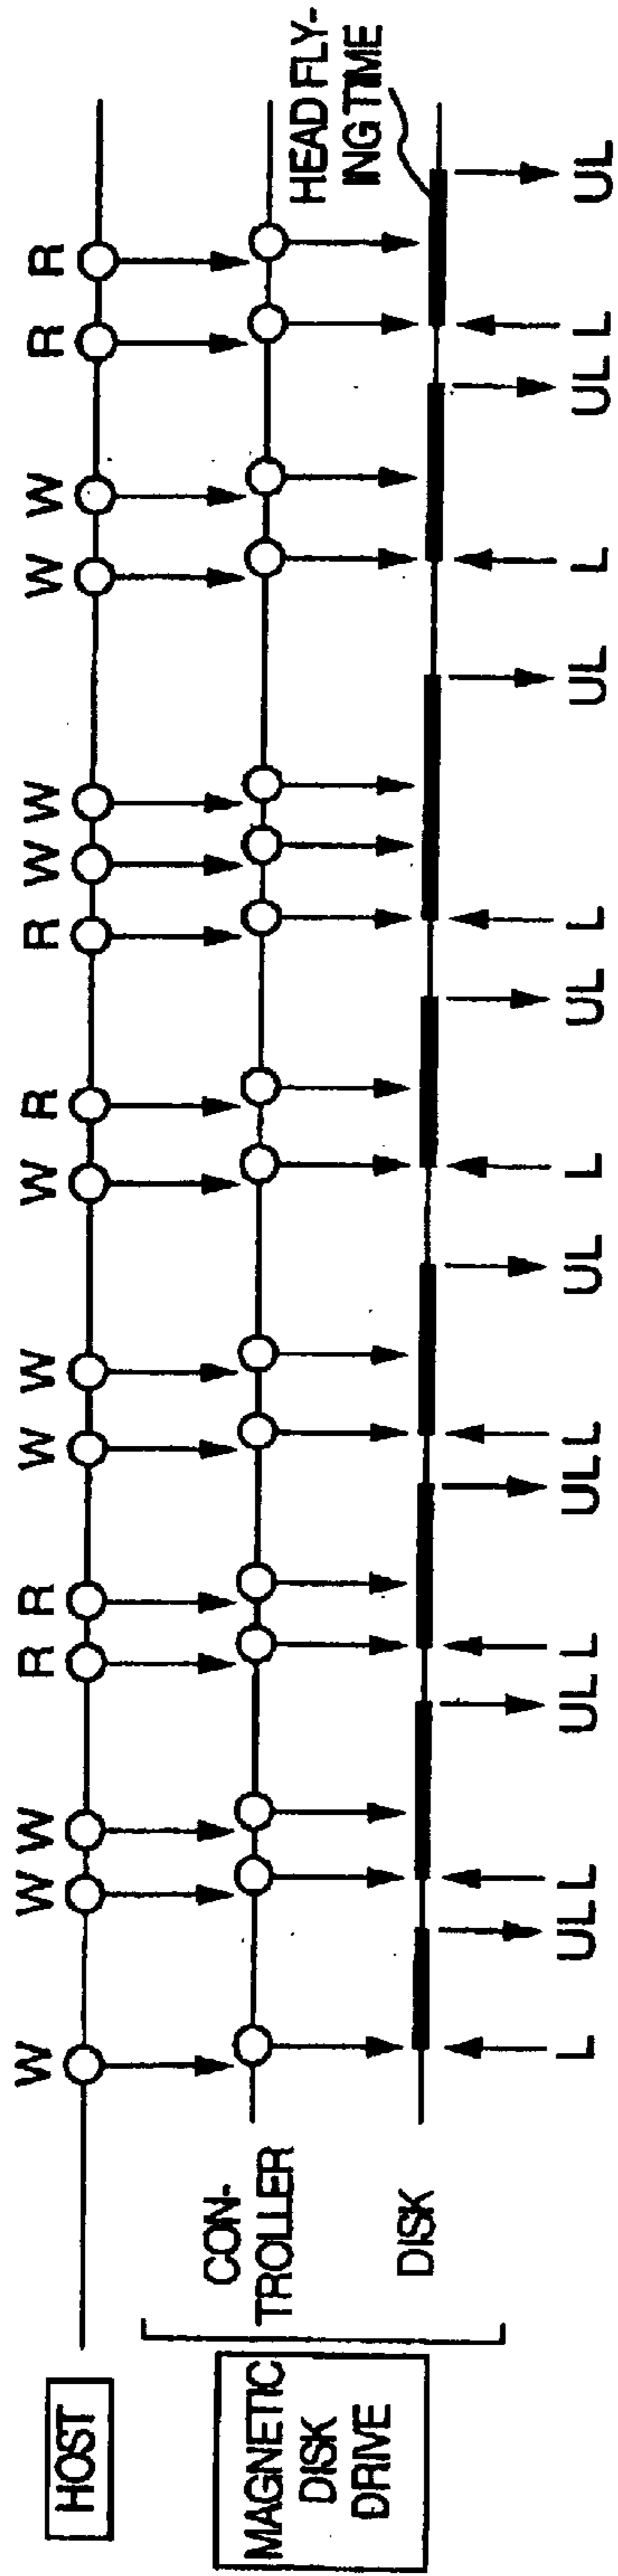 W W W R R W W W R R W W W W R R
HOST
HEAD FLY-
ING TIME
MAGNETIC
DISK
DRIVE
CON-
TROLLER
DISK
L UL L UL L UL L UL L UL L UL L UL L UL